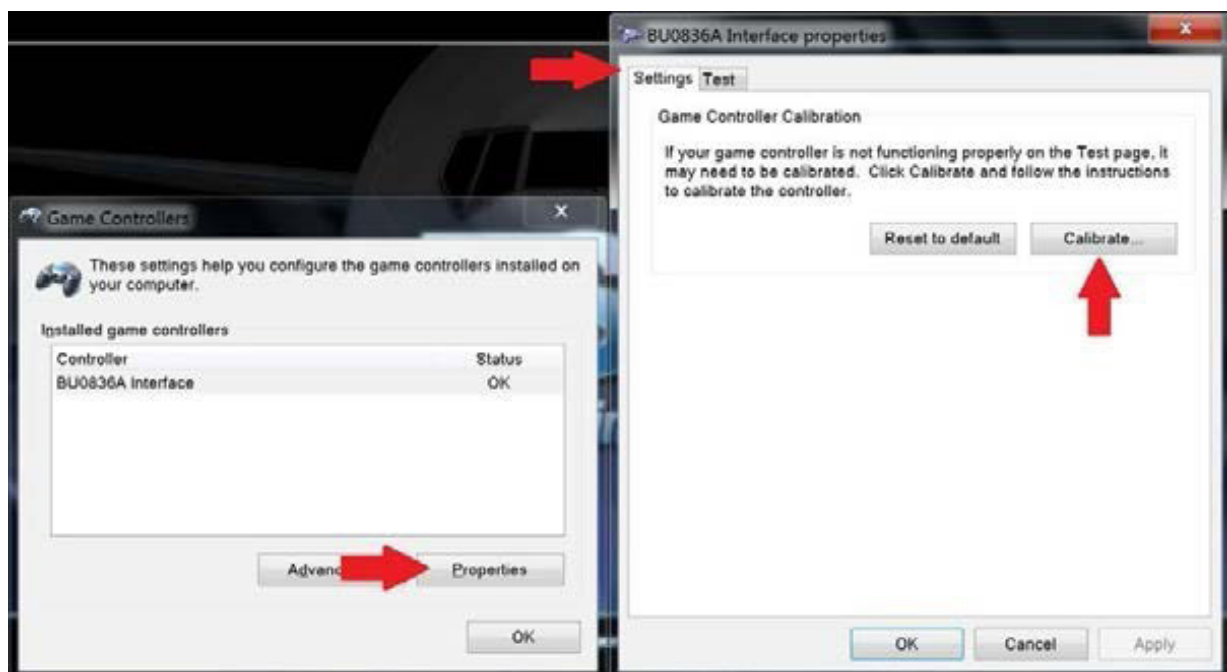 BU0836A Interface properties
Settings Test
Game Controller Calibration
If your game controller is not functioning properly on the Test page, it
may need to be calibrated. Click Calibrate and follow the instructions
to calibrate the controller.
Reset to default Calibrate...
OK Cancel Apply
Game Controllers
These settings help you configure the game controllers installed on
your computer.
Installed game controllers
Controller Status
BU0836A Interface OK
Properties
OK